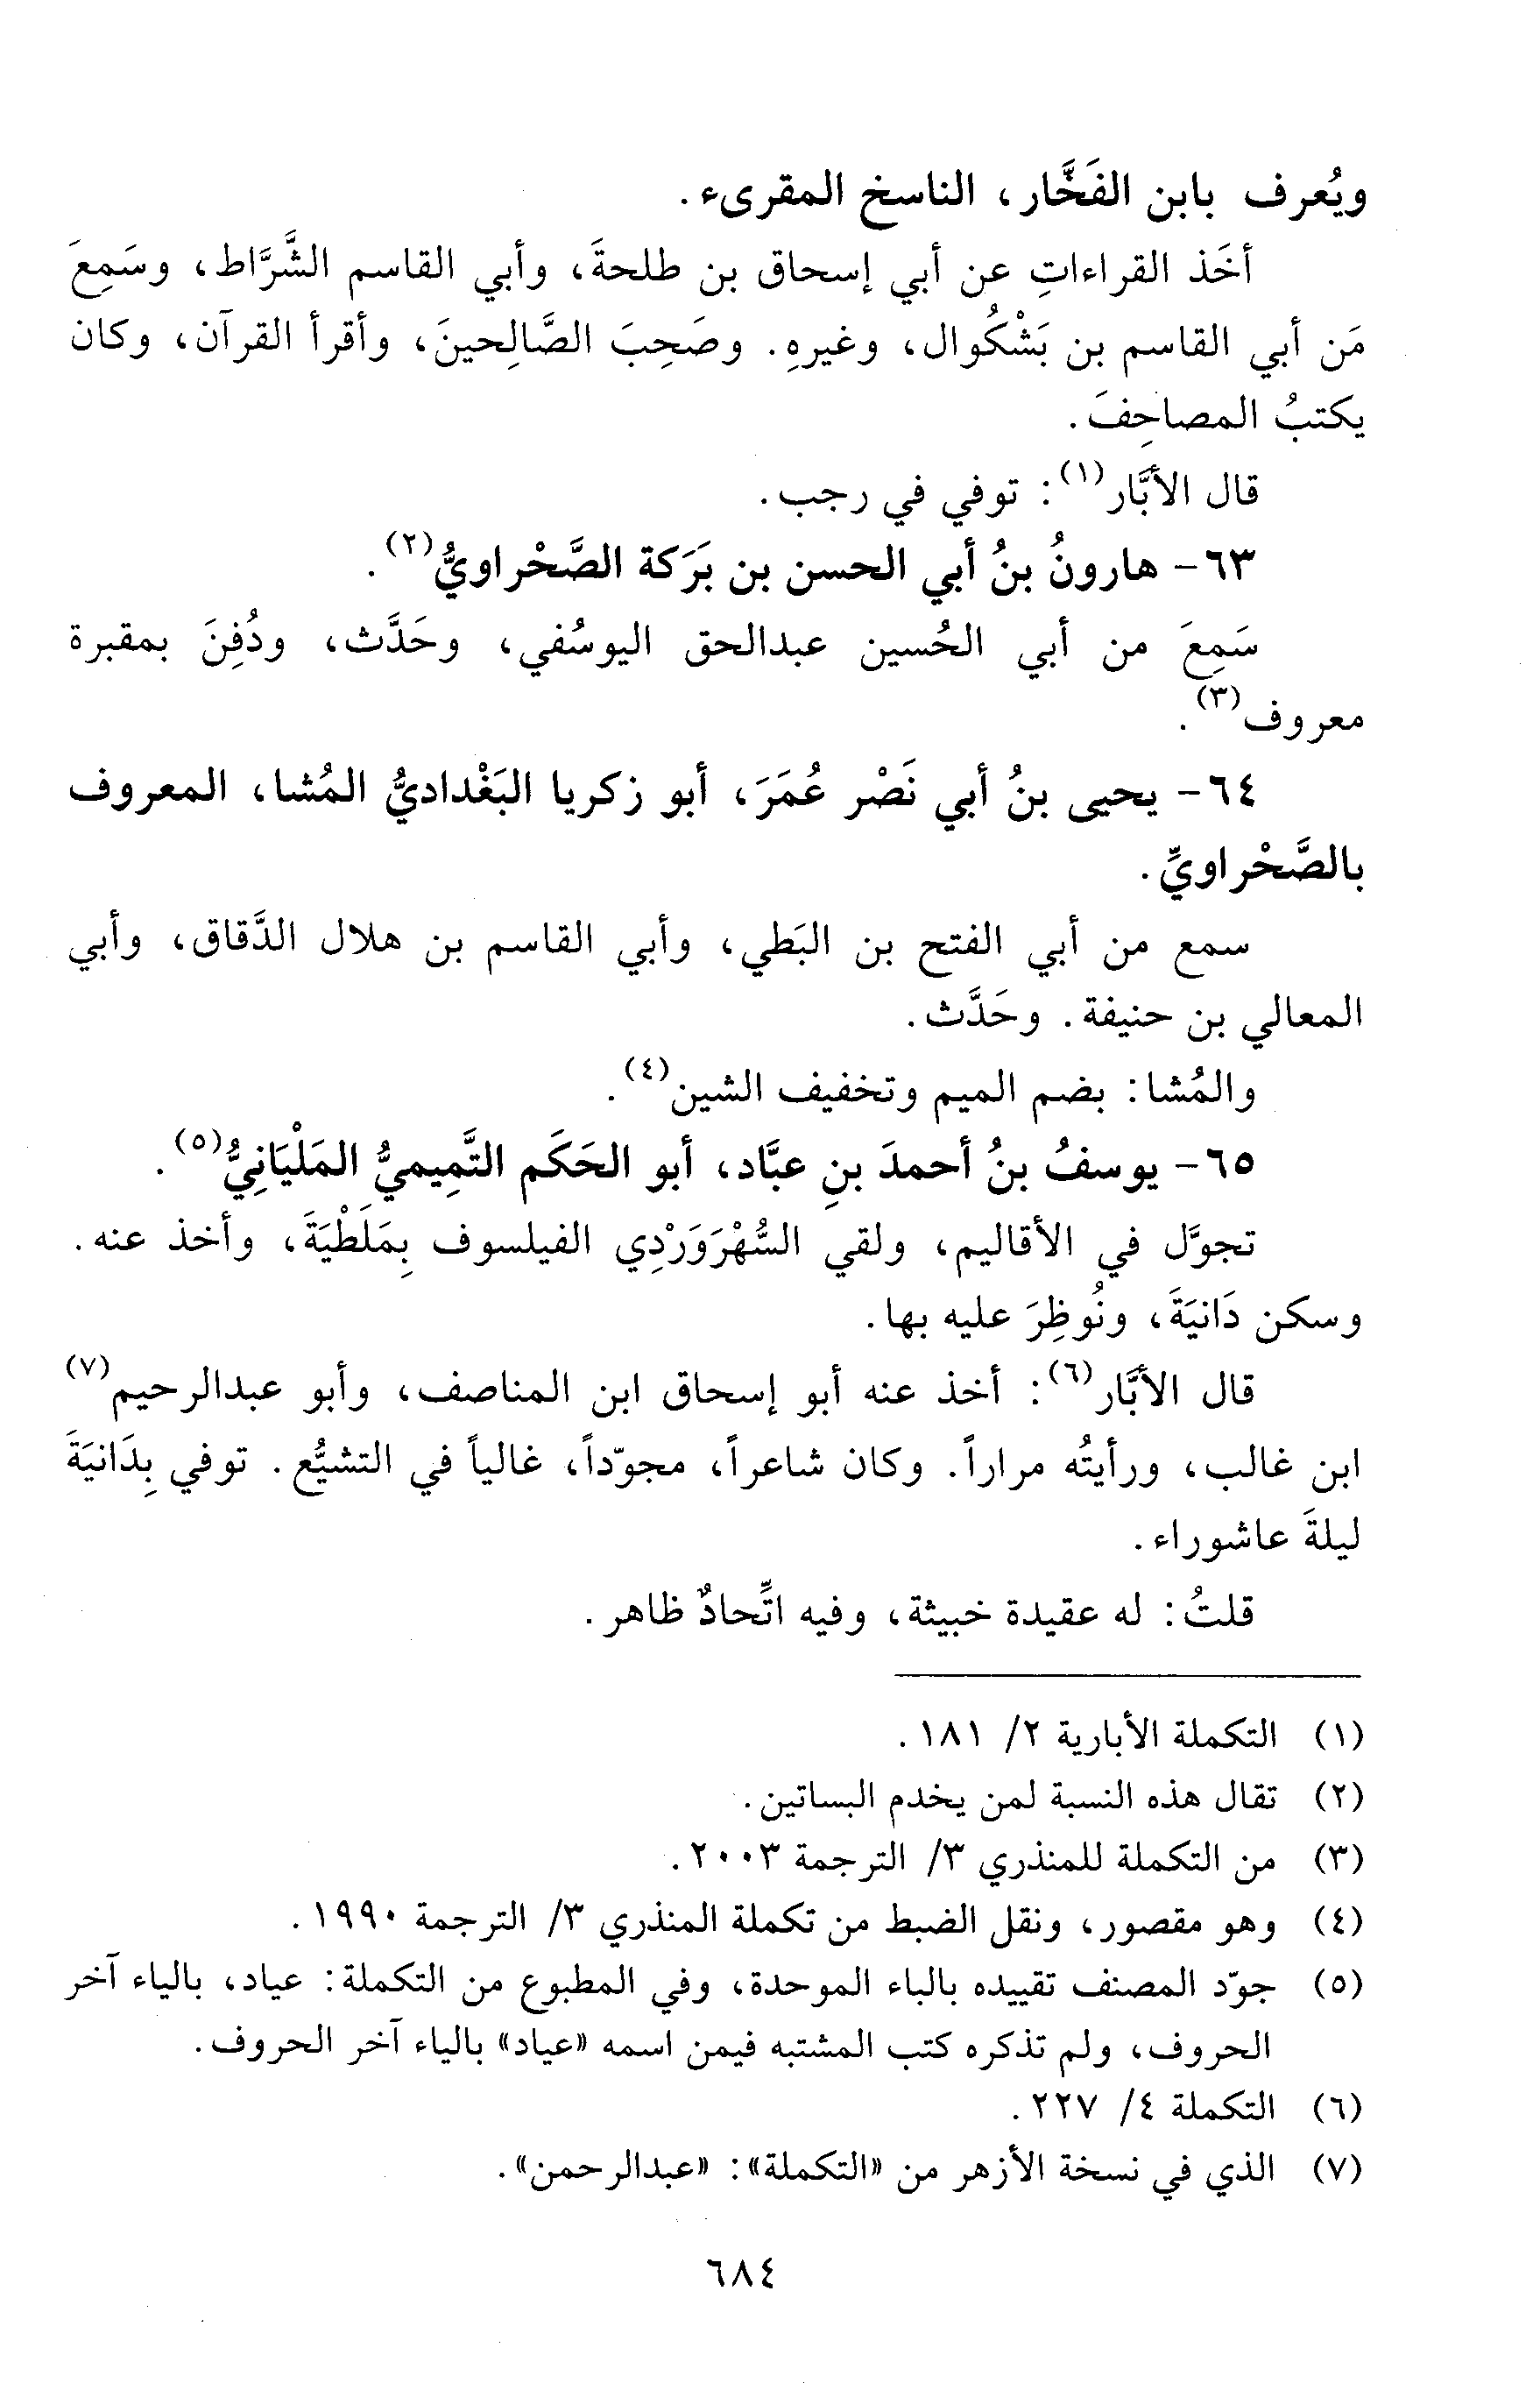 ويُعرف بابن الفَخَّار، الناسخ المقرىء.
أخَذ القراءاتِ عن أبي إسحاق بن طلحةَ، وأبي القاسم الشَّرَّاط، وسَمِعَ
مَن أبي القاسم بن بَشْكُوال، وغيرهِ. وصَحِبَ الصَّالِحينَ، وأقرأ القرآن، وكان
يكتبُ المصاحِفَ.
قال الأبَّار(١): توفي في رجب.
٦٣- هارونُ بنُ أبي الحسن بن بَرَكة الصَّحْراويُّ(٢).
سَمِعَ من أبي الحُسين عبدالحق اليوسُفي، وحَدَّث، ودُفِنَ بمقبرة
معروف(٣).
٦٤- يحيى بنُ أبي نَصْر عُمَرَ، أبو زكريا البَغْداديُّ المُشا، المعروف
بالصَّحْراويِّ.
سمع من أبي الفتح بن البَطي، وأبي القاسم بن هلال الدَّقاق، وأبي
المعالي بن حنيفة. وحَدَّث.
والمُشا: بضم الميم وتخفيف الشين(٤).
٦٥- يوسفُ بنُ أحمدَ بنِ عبَّاد، أبو الحَكَم التَّمِيميُّ المَلْيَانِيُّ(٥).
تجوَّل في الأقاليم، ولقي السُّهْرَوَرْدِي الفيلسوف بِمَلَطْيَةَ، وأخذ عنه.
وسكن دَانيَةَ، ونُوظِرَ عليه بها.
قال الأبَّار(٦): أخذ عنه أبو إسحاق ابن المناصف، وأبو عبدالرحيم(٧)
ابن غالب، ورأيتُه مراراً. وكان شاعراً، مجوّداً، غالياً في التشيُّع. توفي بِدَانيَةَ
ليلةَ عاشوراء.
قلتُ: له عقيدة خبيثة، وفيه اتِّحادٌ ظاهر.
(١) التكملة الأبارية ٢/ ١٨١.
(٢) تقال هذه النسبة لمن يخدم البساتين.
(٣) من التكملة للمنذري ٣/ الترجمة ٢٠٠٣.
(٤) وهو مقصور، ونقل الضبط من تكملة المنذري ٣/ الترجمة ١٩٩٠.
(٥) جوّد المصنف تقييده بالباء الموحدة، وفي المطبوع من التكملة: عياد، بالياء آخر
الحروف، ولم تذكره كتب المشتبه فيمن اسمه «عياد» بالياء آخر الحروف.
(٦) التكملة ٤/ ٢٢٧.
(٧) الذي في نسخة الأزهر من «التكملة»: «عبدالرحمن».
٦٨٤